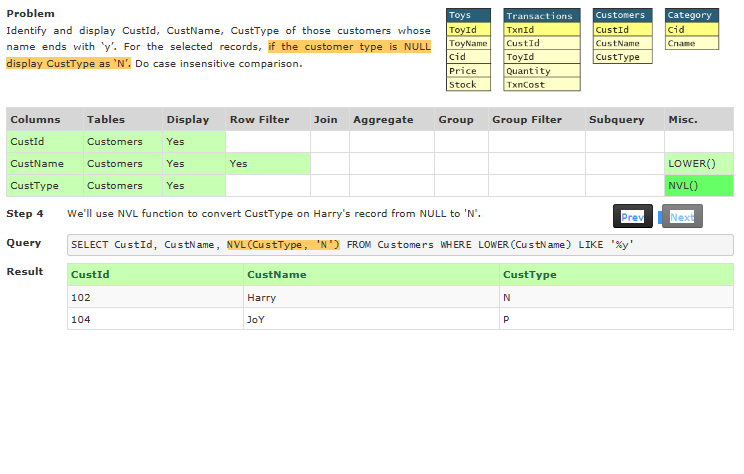 Problem
Identify and display CustId, CustName, CustType of those customers whose
name ends with ‘y’. For the selected records, if the customer type is NULL
display CustType as ‘N’. Do case insensitive comparison.
Toys Transactions Customers Category
ToyId TxnId CustId Cid
ToyName CustId CustName Cname
Cid ToyId CustType
Price Quantity
Stock TxnCost
Columns Tables Display Row Filter Join Aggregate Group Group Filter Subquery Misc.
CustId Customers Yes
CustName Customers Yes Yes LOWER()
CustType Customers Yes NVL()
Step 4 We'll use NVL function to convert CustType on Harry's record from NULL to 'N'.
Prev Next
Query SELECT CustId, CustName, NVL(CustType, 'N') FROM Customers WHERE LOWER(CustName) LIKE '%y'
Result CustId CustName CustType
102 Harry N
104 JoY P